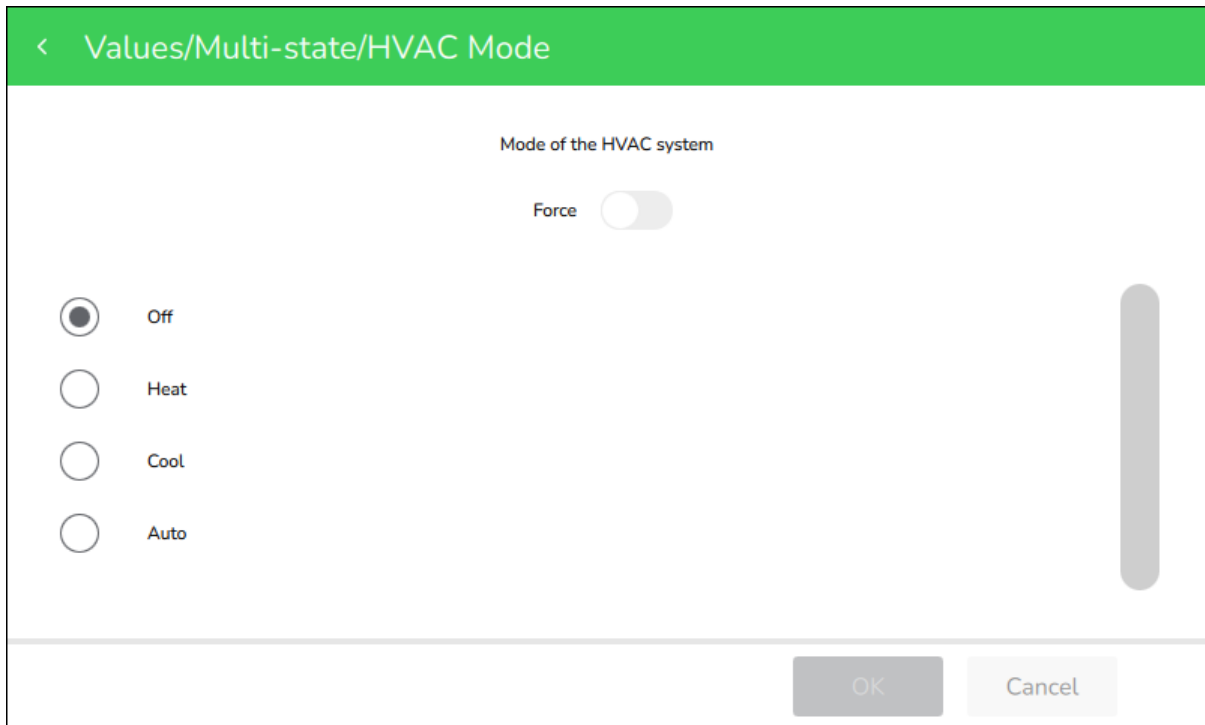 Values/Multi-state/HVAC Mode
Mode of the HVAC system
Force
Off
Heat
Cool
Auto
OK
Cancel